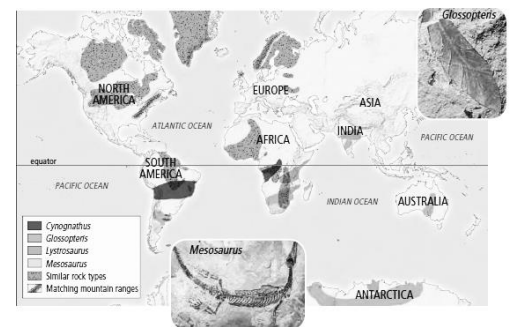 Glossopteris
NORTH
AMERICA
EUROPE
ASIA
ATLANTIC OCEAN
AFRICA
INDIA
PACIFIC OCEAN
equator
SOUTH
AMERICA
PACIFIC OCEAN
INDIAN OCEAN
AUSTRALIA
Cynognathus
Glossopteris
Lystrosaurus
Mesosaurus
Similar rock types
Matching mountain ranges
Mesosaurus
ANTARCTICA